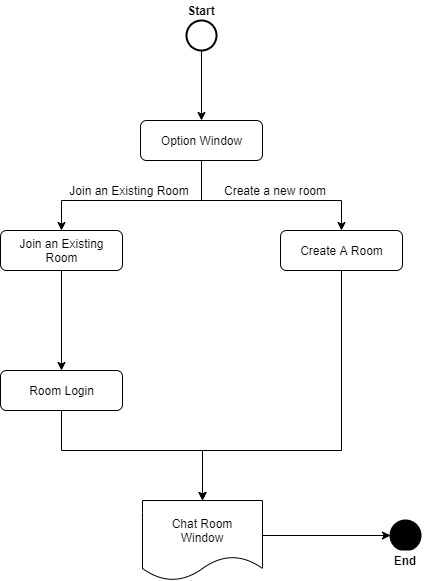 Start
Option Window
Join an Existing Room
Create a new room
Join an Existing
Room
Create A Room
Room Login
Chat Room
Window
End